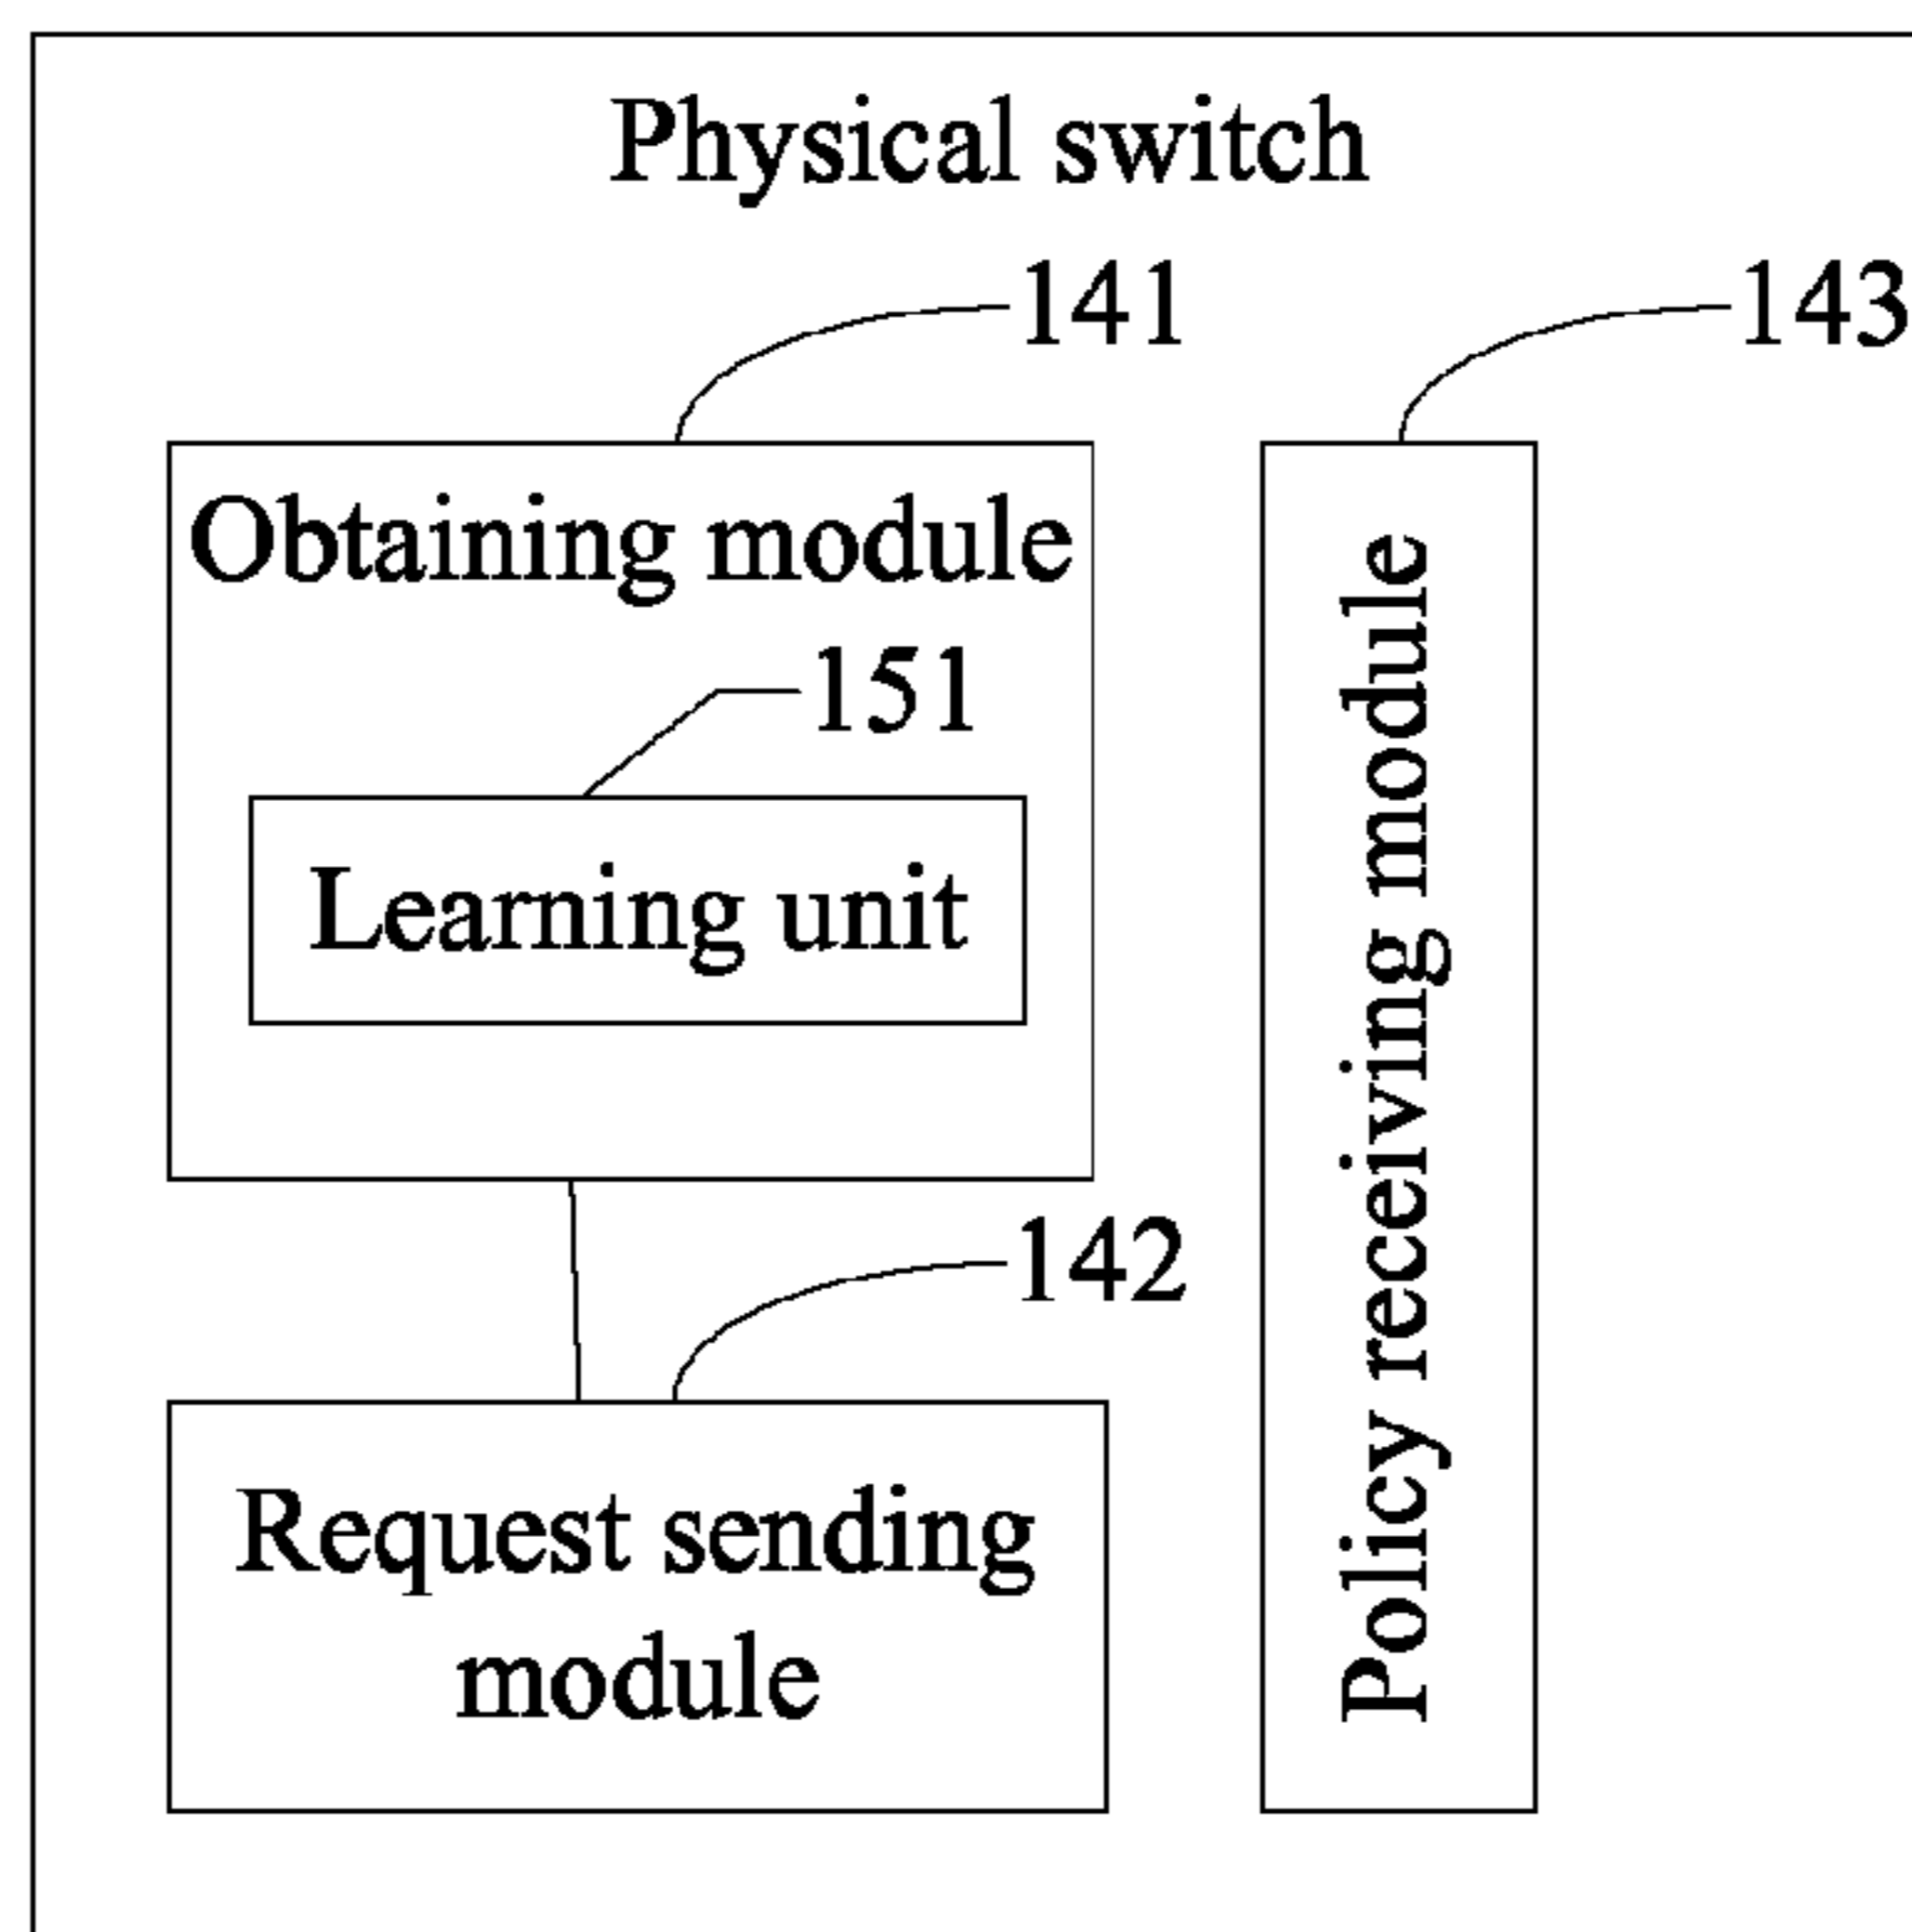 Physical switch
141
143
Obtaining module
151
Learning unit
142
Request sending
module
Policy receiving module